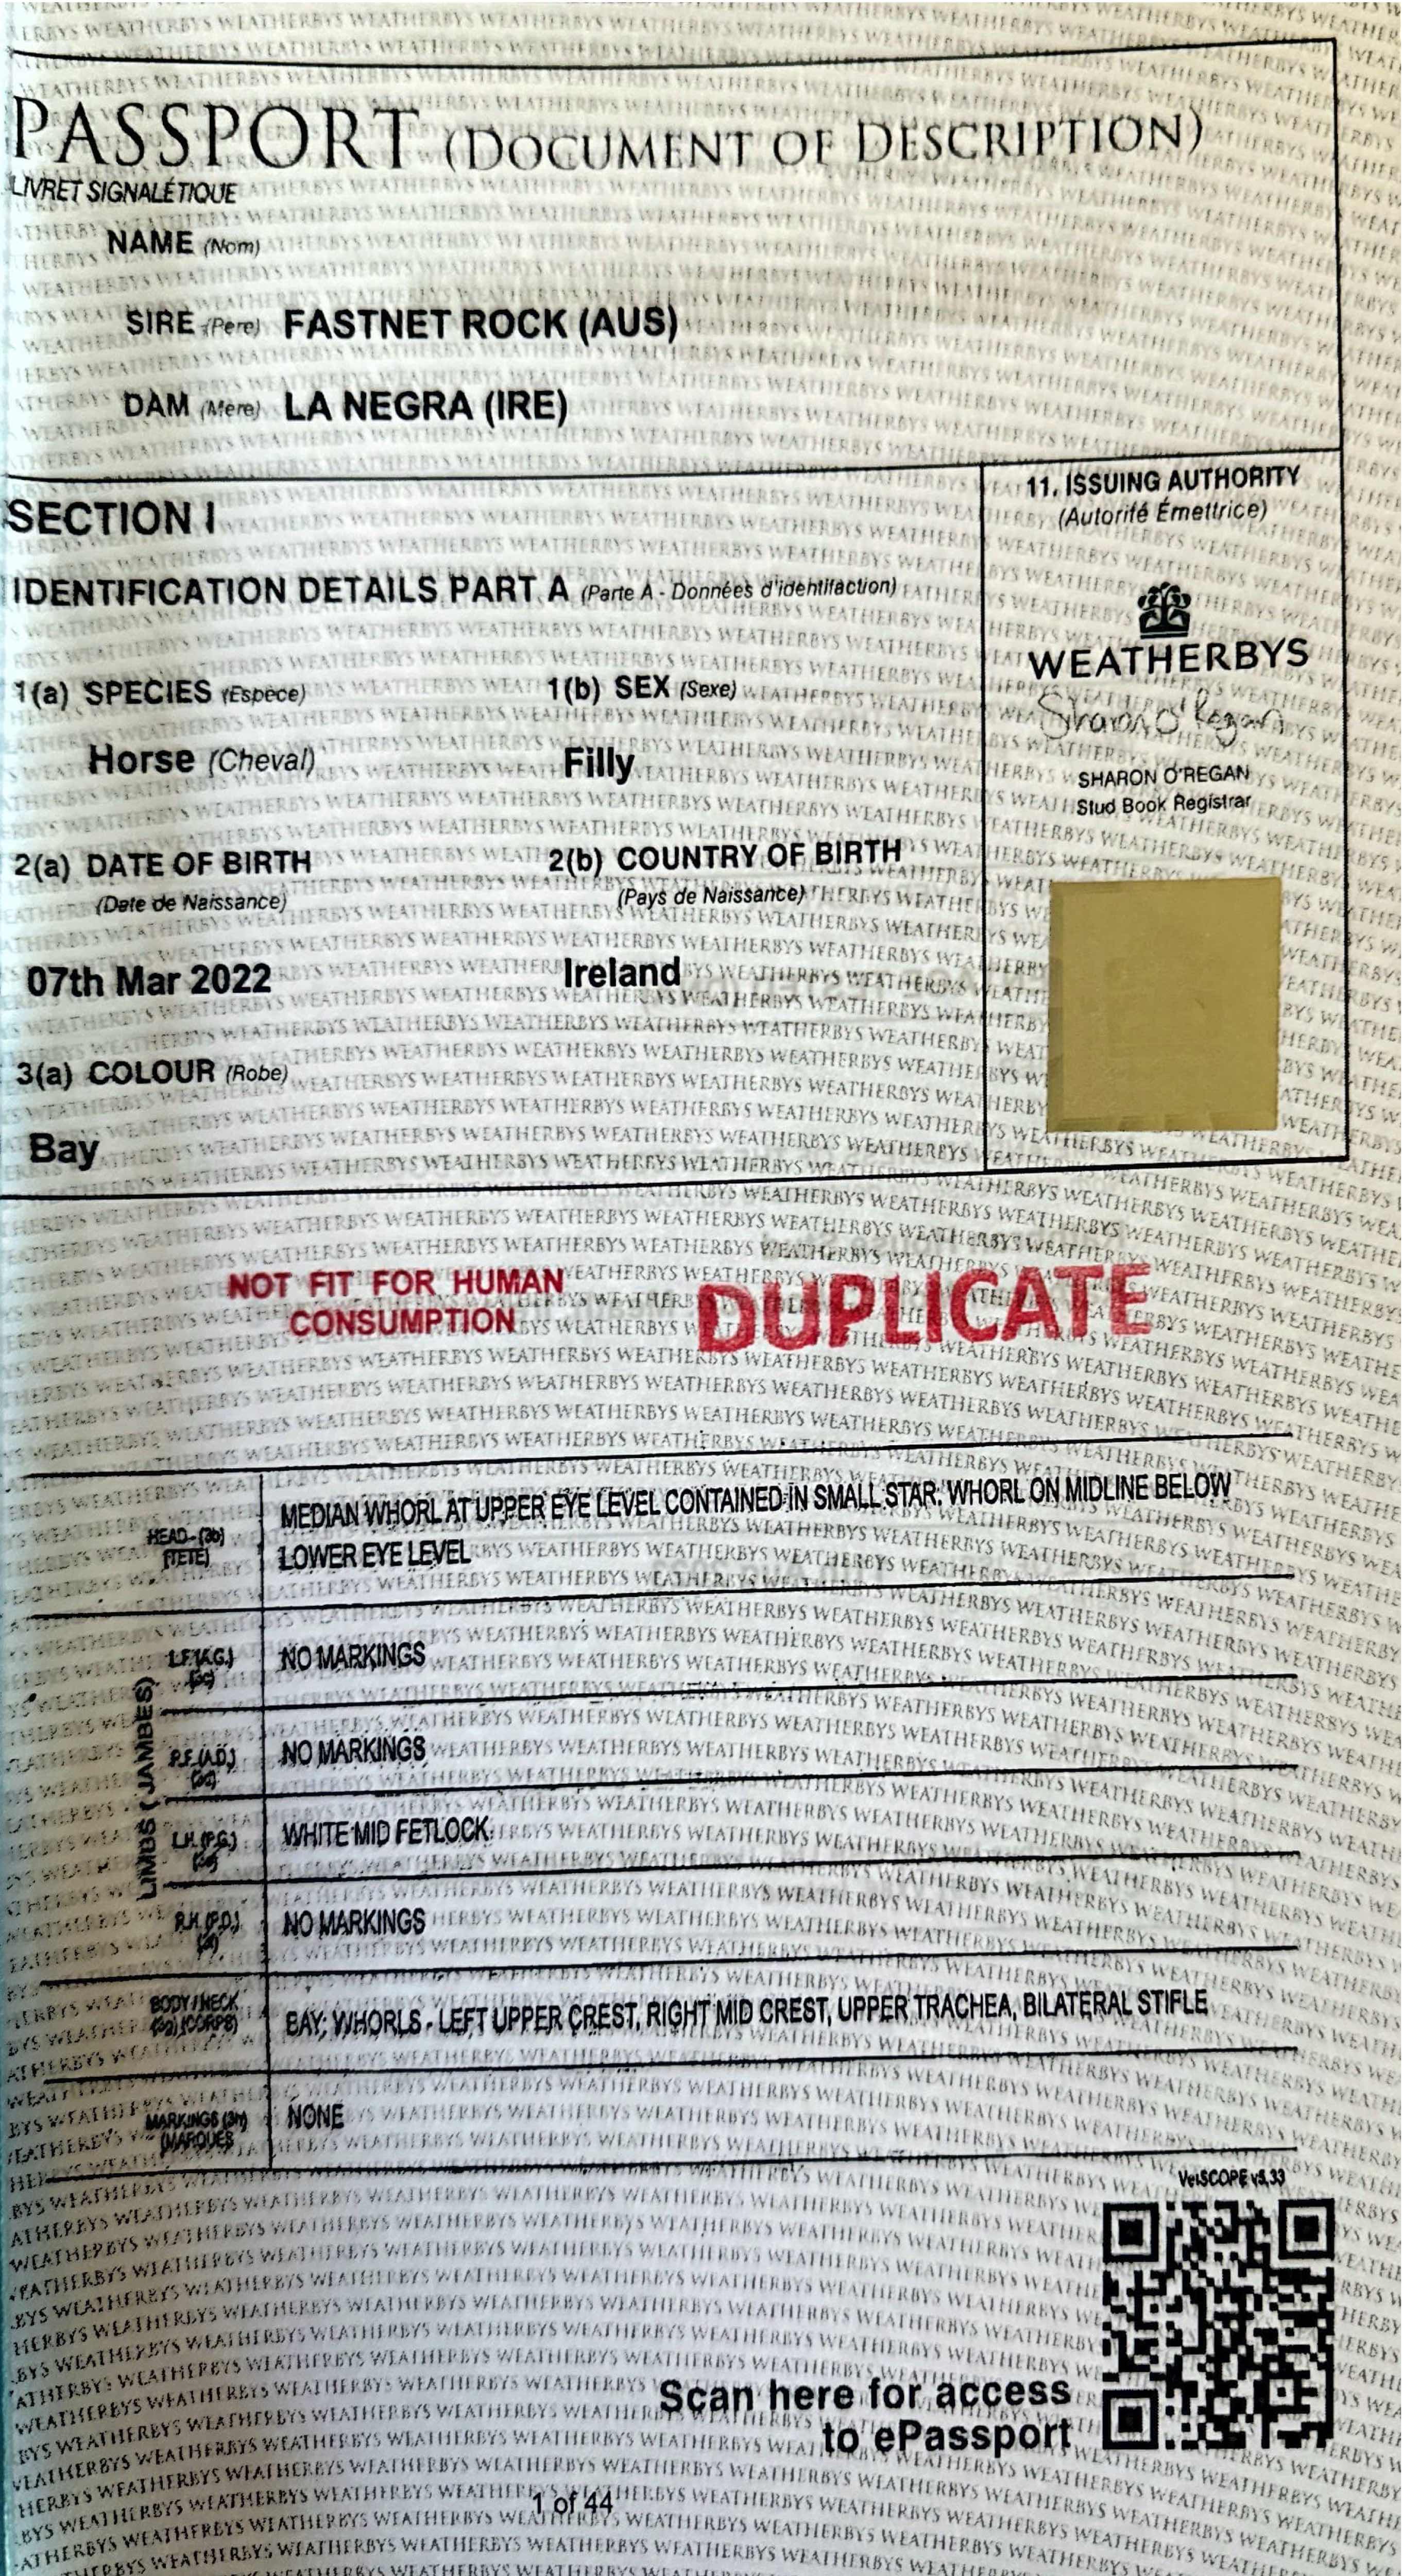 PASSPORT (DOCUMENT OF DESCRIPTION)
LIVRET SIGNALÉTIQUE
NAME (Nom)
SIRE (Pere) FASTNET ROCK (AUS)
DAM (Mere) LA NEGRA (IRE)
SECTION I
IDENTIFICATION DETAILS PART A (Parte A - Données d'identifaction)
1(a) SPECIES (Espece)
1(b) SEX (Sexe)
Horse (Cheval)
Filly
2(a) DATE OF BIRTH
(Date de Naissance)
2(b) COUNTRY OF BIRTH
(Pays de Naissance)
07th Mar 2022
Ireland
3(a) COLOUR (Robe)
Bay
11. ISSUING AUTHORITY
(Autorité Émettrice)
WEATHERBYS
Sharon O'Regan
SHARON O'REGAN
Stud Book Registrar
NOT FIT FOR HUMAN
CONSUMPTION
DUPLICATE
HEAD- (3b)
(TETE)
MEDIAN WHORL AT UPPER EYE LEVEL CONTAINED IN SMALL STAR. WHORL ON MIDLINE BELOW
LOWER EYE LEVEL
LIMBS (JAMBES)
L.F. (A.G.)
(3c)
NO MARKINGS
R.F. (A.D.)
(3d)
NO MARKINGS
L.H. (P.G.)
WHITE MID FETLOCK.
R.H. (P.D.)
NO MARKINGS
BODY / NECK
(3g) (CORPS)
BAY; WHORLS - LEFT UPPER CREST, RIGHT MID CREST, UPPER TRACHEA, BILATERAL STIFLE
MARKINGS (3h)
(MARQUES
NONE
VetSCOPE v5.33
Scan here for access
to ePassport
1 of 44